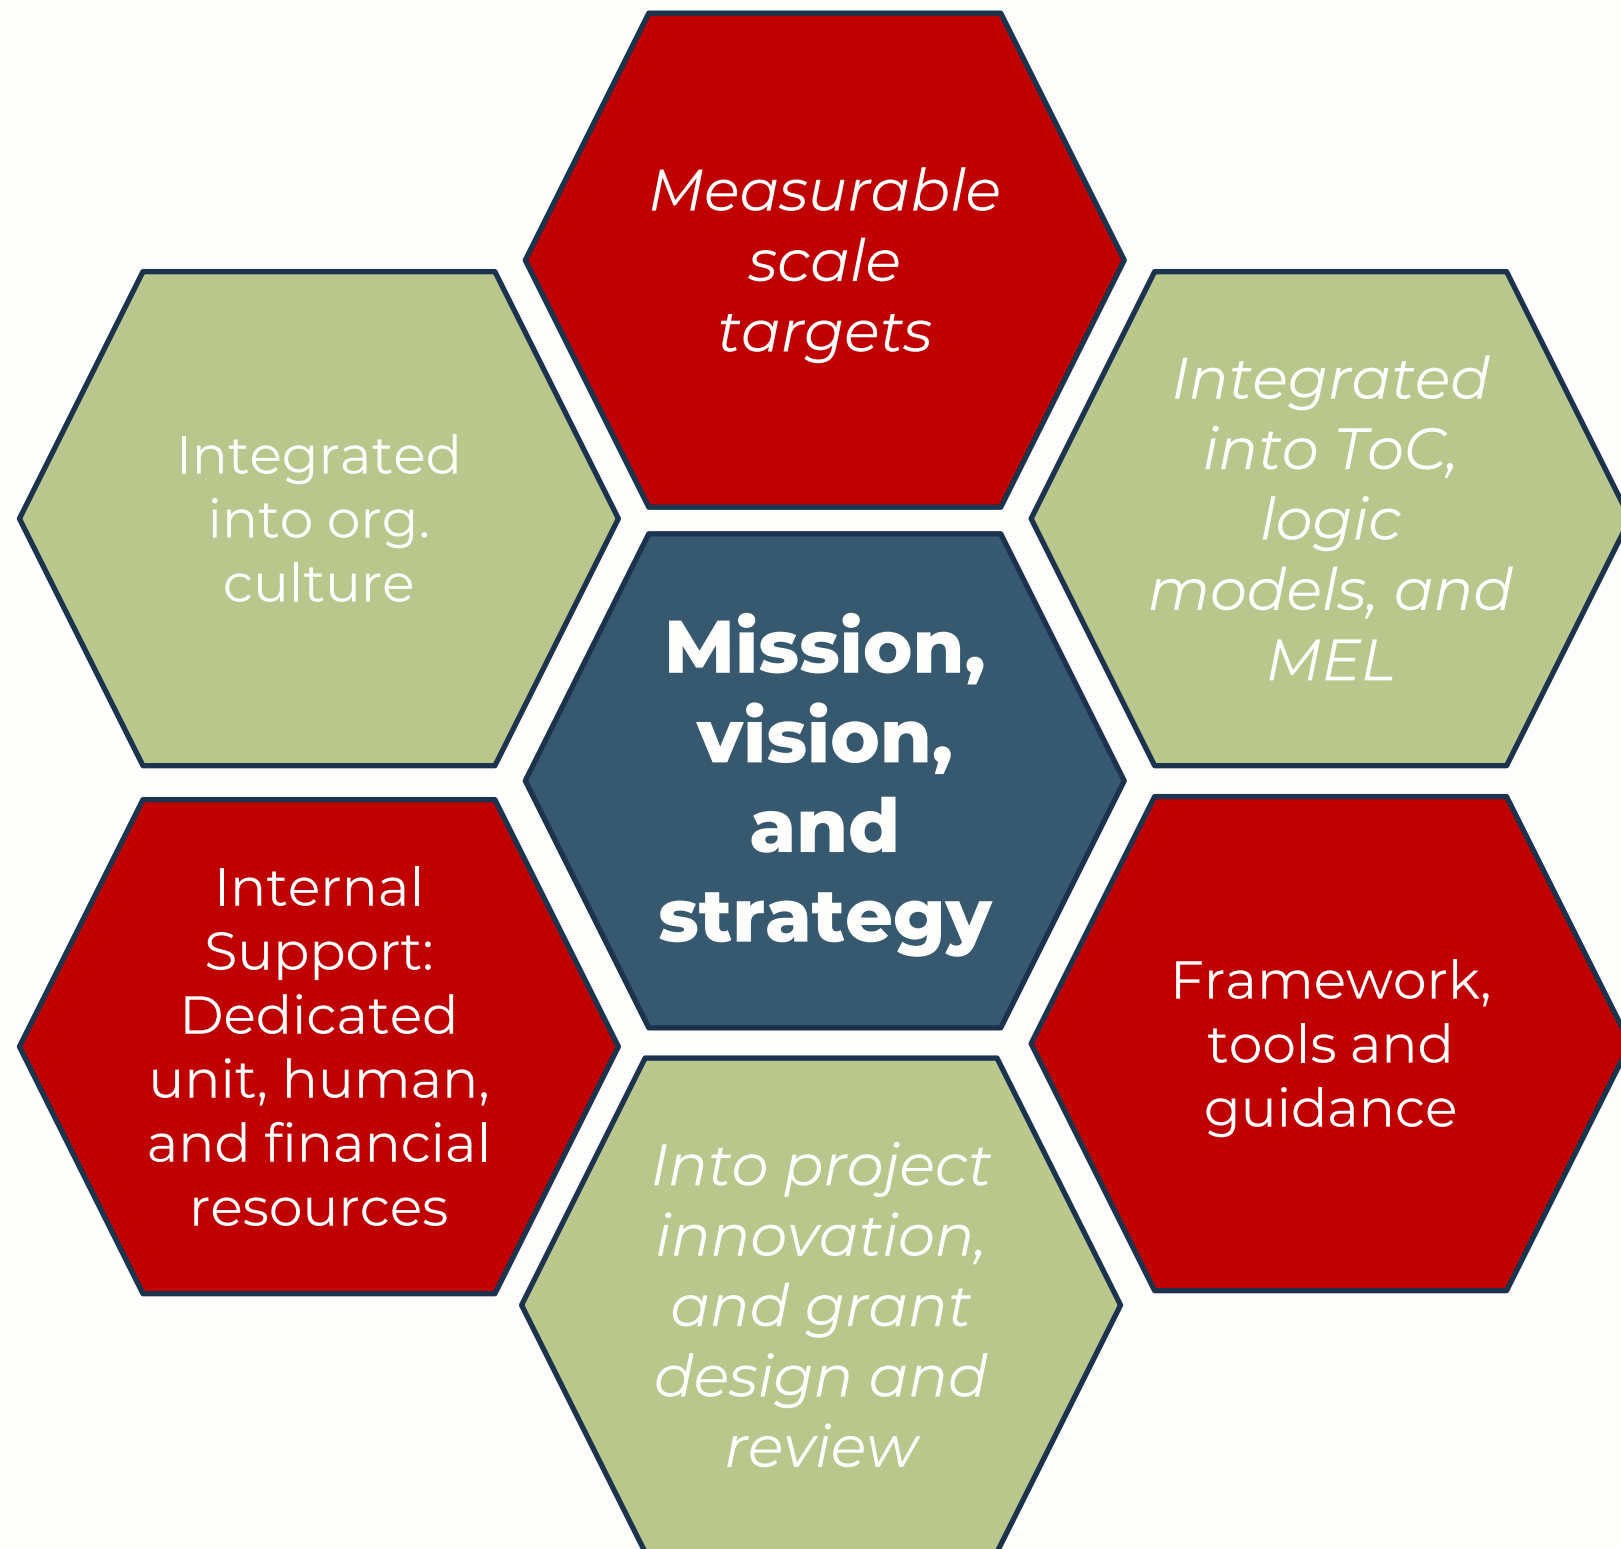 Measurable
scale
targets
Integrated
into org.
culture
Integrated
into ToC,
logic
models, and
MEL
Mission,
vision,
and
strategy
Internal
Support:
Dedicated
unit, human,
and financial
resources
Framework,
tools and
guidance
Into project
innovation,
and grant
design and
review